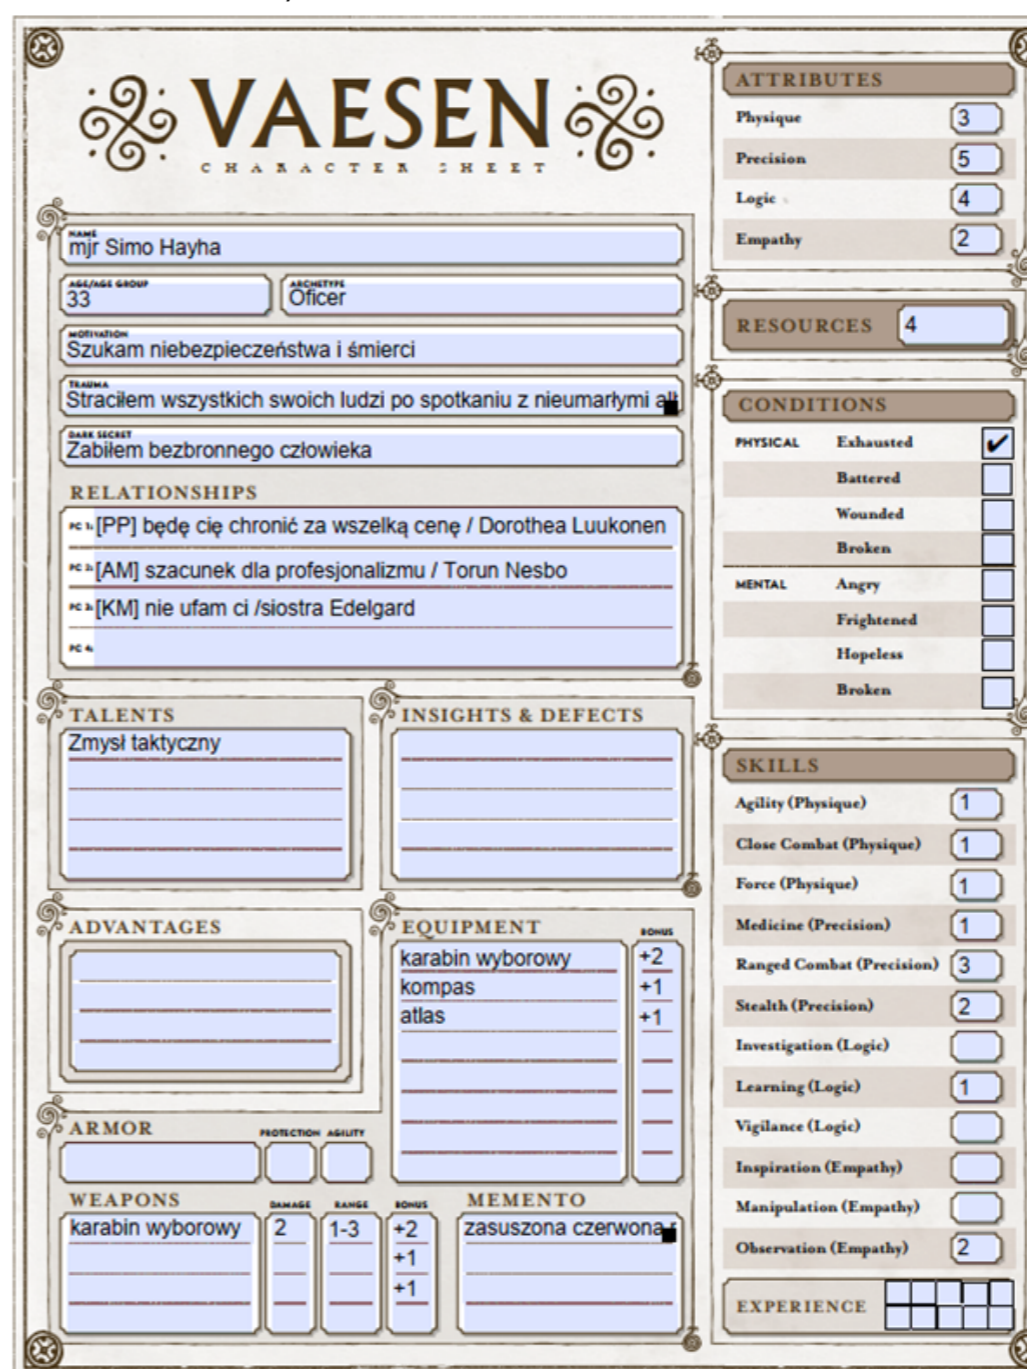 VAESEN
CHARACTER SHEET
NAME
mjr Simo Hayha
AGE/AGE GROUP
33
ARCHETYPE
Oficer
MOTIVATION
Szukam niebezpieczeństwa i śmierci
TRAUMA
Straciłem wszystkich swoich ludzi po spotkaniu z nieumarłymi
DARK SECRET
Zabiłem bezbronnego człowieka
RELATIONSHIPS
PC 1: [PP] będę cię chronić za wszelką cenę / Dorothea Luukonen
PC 2: [AM] szacunek dla profesjonalizmu / Torun Nesbo
PC 3: [KM] nie ufam ci /siostra Edelgard
PC 4:
TALENTS
Zmysł taktyczny
INSIGHTS & DEFECTS
ADVANTAGES
EQUIPMENT BONUS
karabin wyborowy +2
kompas +1
atlas +1
ARMOR PROTECTION AGILITY
WEAPONS DAMAGE RANGE BONUS
karabin wyborowy 2 1-3 +2
+1
+1
MEMENTO
zasuszona czerwona
ATTRIBUTES
Physique 3
Precision 5
Logic 4
Empathy 2
RESOURCES 4
CONDITIONS
PHYSICAL Exhausted ✔
Battered
Wounded
Broken
MENTAL Angry
Frightened
Hopeless
Broken
SKILLS
Agility (Physique) 1
Close Combat (Physique) 1
Force (Physique) 1
Medicine (Precision) 1
Ranged Combat (Precision) 3
Stealth (Precision) 2
Investigation (Logic)
Learning (Logic) 1
Vigilance (Logic)
Inspiration (Empathy)
Manipulation (Empathy)
Observation (Empathy) 2
EXPERIENCE